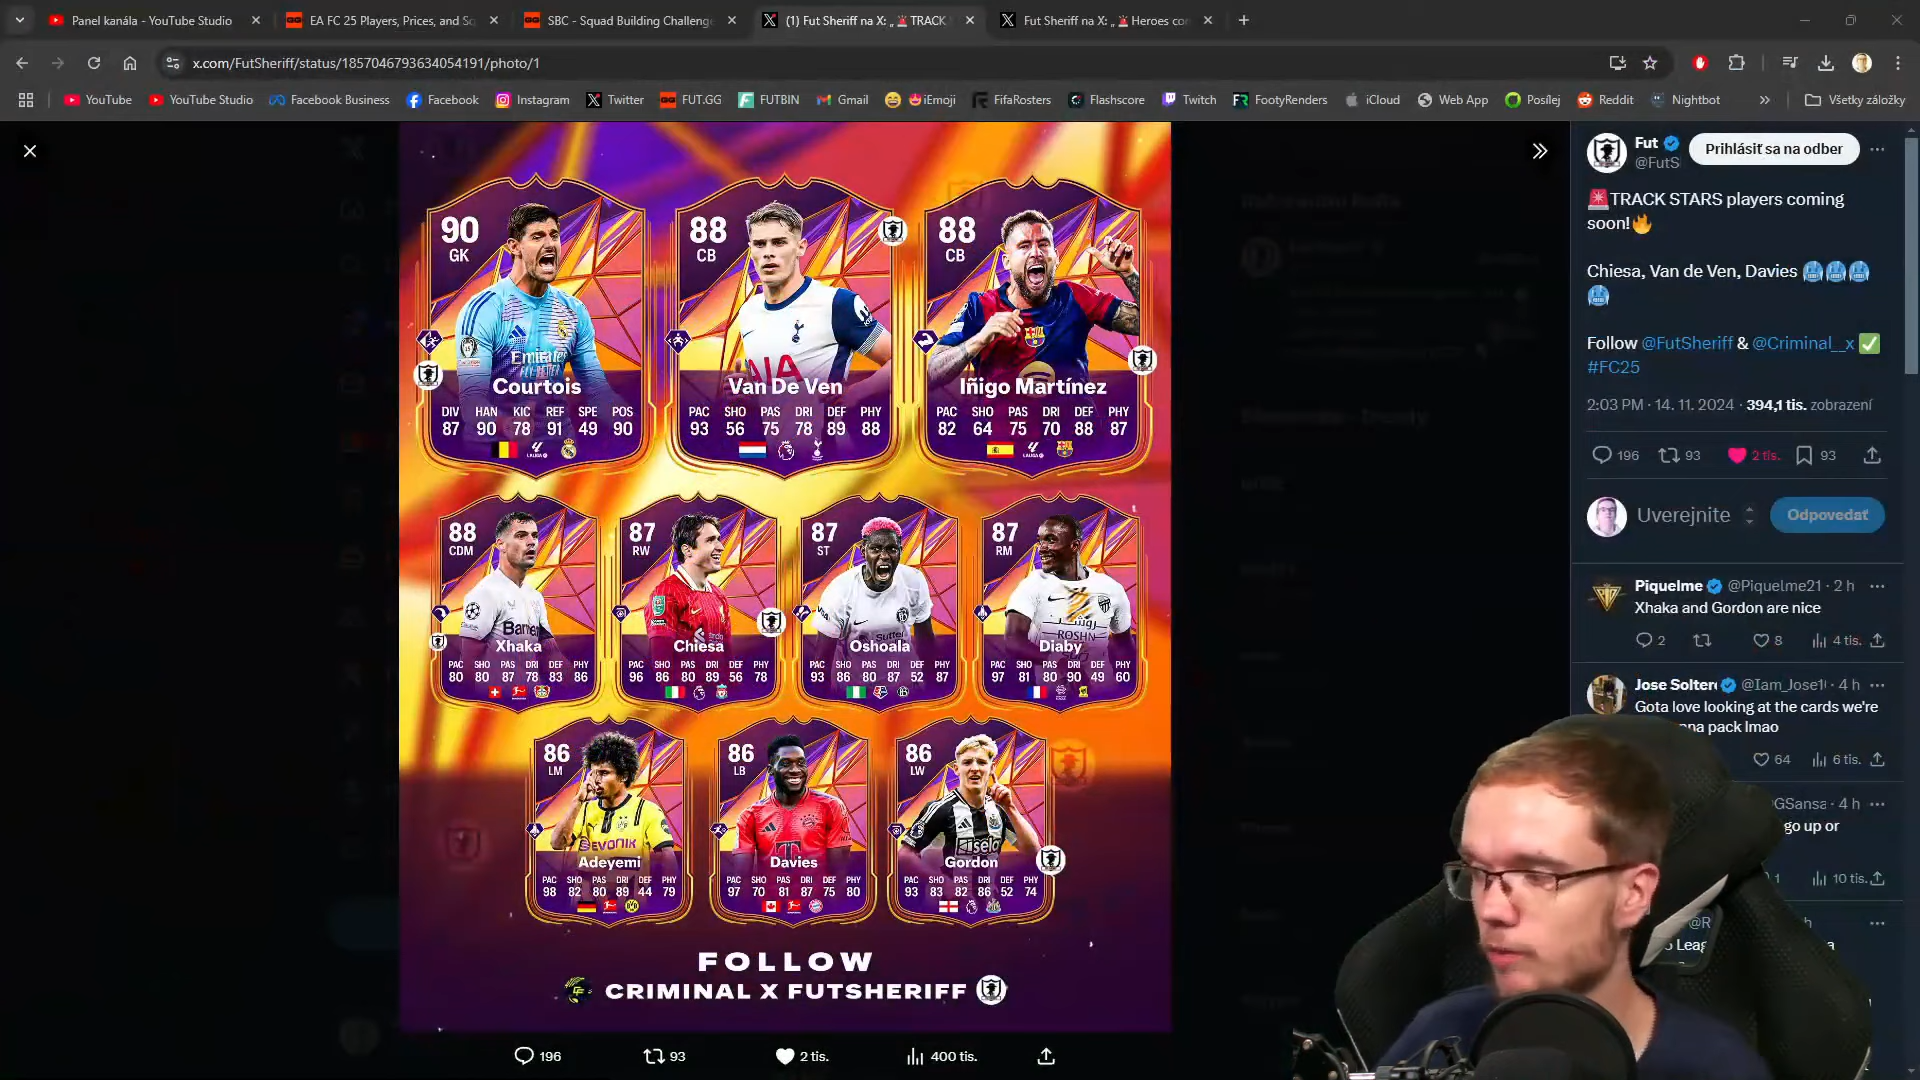 Panel kanála - YouTube Studio
EA FC 25 Players, Prices, and Sq
SBC - Squad Building Challenge
(1) Fut Sheriff na X: „🚨TRACK
Fut Sheriff na X: „🚨Heroes co
x.com/FutSheriff/status/1857046793634054191/photo/1
YouTube
YouTube Studio
Facebook Business
Facebook
Instagram
Twitter
FUT.GG
FUTBIN
Gmail
iEmoji
FifaRosters
Flashscore
Twitch
FootyRenders
iCloud
Web App
Posílej
Reddit
Nightbot
Všetky záložky
90
GK
Courtois
DIV HAN KIC REF SPE POS
87 90 78 91 49 90
88
CB
Van De Ven
PAC SHO PAS DRI DEF PHY
93 56 75 78 89 88
88
CB
Iñigo Martínez
PAC SHO PAS DRI DEF PHY
82 64 75 70 88 87
88
CDM
Xhaka
PAC SHO PAS DRI DEF PHY
80 80 87 78 83 86
87
RW
Chiesa
PAC SHO PAS DRI DEF PHY
96 86 80 89 56 78
87
ST
Oshoala
PAC SHO PAS DRI DEF PHY
93 86 80 87 52 87
87
RM
Diaby
PAC SHO PAS DRI DEF PHY
97 81 80 90 49 60
86
LM
Adeyemi
PAC SHO PAS DRI DEF PHY
98 82 80 89 44 79
86
LB
Davies
PAC SHO PAS DRI DEF PHY
97 70 81 87 75 80
86
LW
Gordon
PAC SHO PAS DRI DEF PHY
93 83 82 86 52 74
FOLLOW
CRIMINAL X FUTSHERIFF
196
93
2 tis.
400 tis.
Fut
@FutS
Prihlásiť sa na odber
🚨TRACK STARS players coming
soon!🔥
Chiesa, Van de Ven, Davies 🥶🥶🥶
🥶
Follow @FutSheriff & @Criminal__x ✅
#FC25
2:03 PM · 14. 11. 2024 · 394,1 tis. zobrazení
196
93
2 tis.
93
Uverejnite
Odpovedať
Piquelme @Piquelme21 · 2 h
Xhaka and Gordon are nice
2
8
4 tis.
Jose Solter @Iam_Jose1 · 4 h
Gota love looking at the cards we're
pack lmao
64
6 tis.
GSansa · 4 h
go up or
1
10 tis.